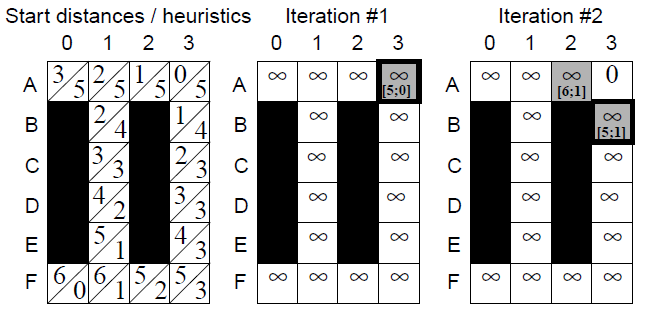 Start distances / heuristics Iteration #1 Iteration #2
0 1 2 3 0 1 2 3 0 1 2 3
A 3/5 2/5 1/5 0/5 A ∞ ∞ ∞ ∞ A ∞ ∞ ∞ 0
[5;0] [6;1]
B 2/4 1/4 B ∞ ∞ B ∞ ∞
[5;1]
C 3/3 2/3 C ∞ ∞ C ∞ ∞
D 4/2 3/3 D ∞ ∞ D ∞ ∞
E 5/1 4/3 E ∞ ∞ E ∞ ∞
F 6/0 6/1 5/2 5/3 F ∞ ∞ ∞ ∞ F ∞ ∞ ∞ ∞